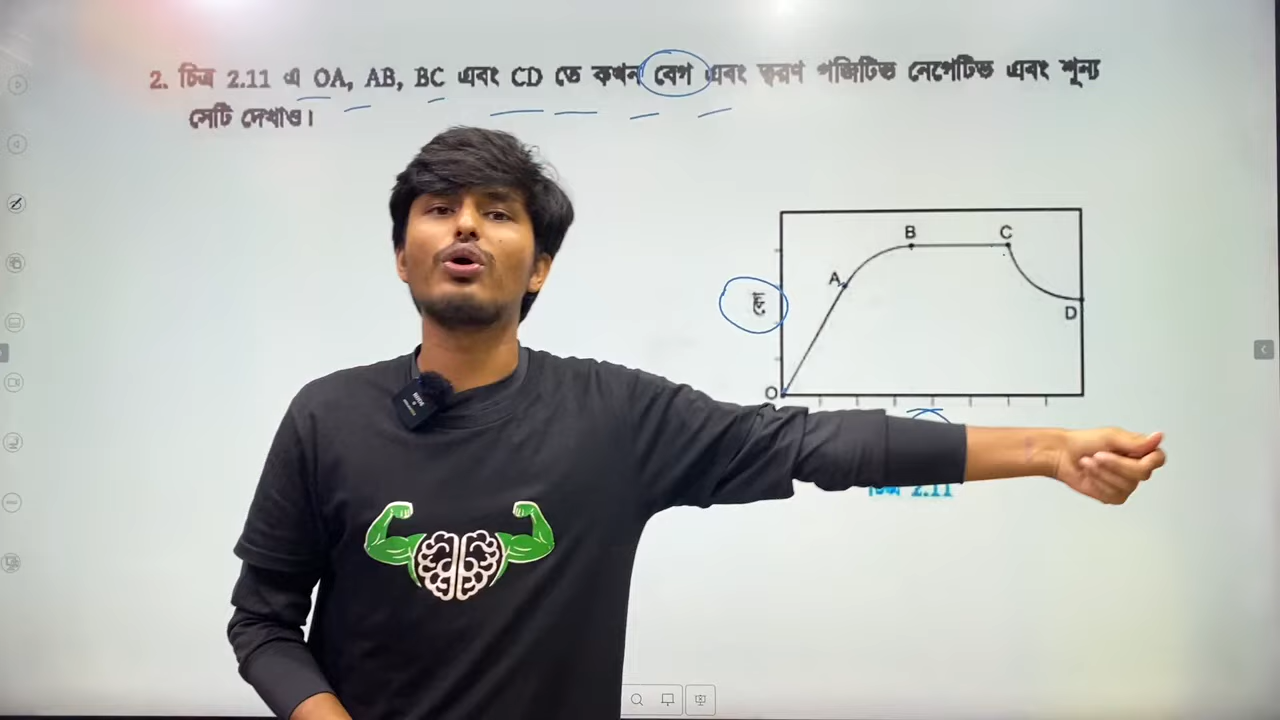 2. চিত্র 2.11 এ OA, AB, BC এবং CD তে কখন বেগ এবং ত্বরণ পজিটিভ নেগেটিভ এবং শূন্য
সেটি দেখাও।
B
C
A
বেগ
D
O
চিত্র 2.11